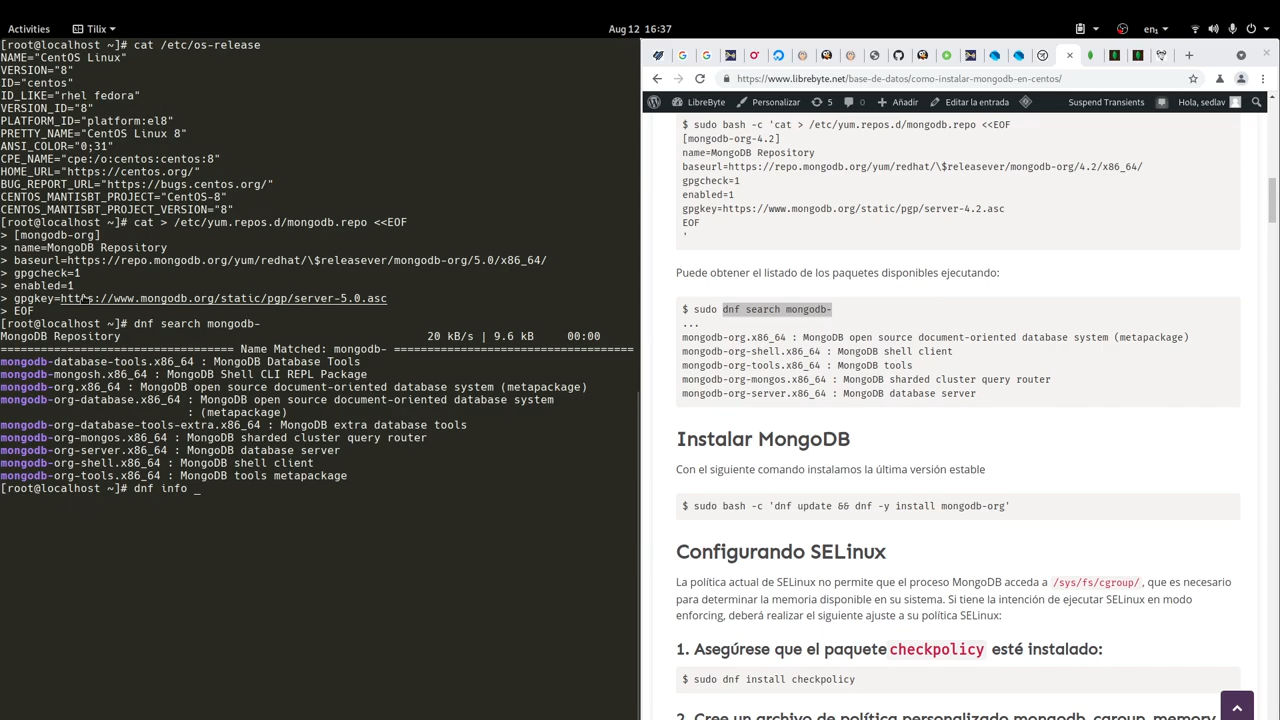 Activities
Tilix
Aug 12 16:37
en₁
[root@localhost ~]# cat /etc/os-release
NAME="CentOS Linux"
VERSION="8"
ID="centos"
ID_LIKE="rhel fedora"
VERSION_ID="8"
PLATFORM_ID="platform:el8"
PRETTY_NAME="CentOS Linux 8"
ANSI_COLOR="0;31"
CPE_NAME="cpe:/o:centos:centos:8"
HOME_URL="https://centos.org/"
BUG_REPORT_URL="https://bugs.centos.org/"
CENTOS_MANTISBT_PROJECT="CentOS-8"
CENTOS_MANTISBT_PROJECT_VERSION="8"
[root@localhost ~]# cat > /etc/yum.repos.d/mongodb.repo <<EOF
> [mongodb-org]
> name=MongoDB Repository
> baseurl=https://repo.mongodb.org/yum/redhat/\$releasever/mongodb-org/5.0/x86_64/
> gpgcheck=1
> enabled=1
> gpgkey=https://www.mongodb.org/static/pgp/server-5.0.asc
> EOF
[root@localhost ~]# dnf search mongodb-
MongoDB Repository 20 kB/s | 9.6 kB 00:00
================================== Name Matched: mongodb- ==================================
mongodb-database-tools.x86_64 : MongoDB Database Tools
mongodb-mongosh.x86_64 : MongoDB Shell CLI REPL Package
mongodb-org.x86_64 : MongoDB open source document-oriented database system (metapackage)
mongodb-org-database.x86_64 : MongoDB open source document-oriented database system
: (metapackage)
mongodb-org-database-tools-extra.x86_64 : MongoDB extra database tools
mongodb-org-mongos.x86_64 : MongoDB sharded cluster query router
mongodb-org-server.x86_64 : MongoDB database server
mongodb-org-shell.x86_64 : MongoDB shell client
mongodb-org-tools.x86_64 : MongoDB tools metapackage
[root@localhost ~]# dnf info _
https://www.librebyte.net/base-de-datos/como-instalar-mongodb-en-centos/
LibreByte
Personalizar
5
0
Añadir
Editar la entrada
Suspend Transients
Hola, sedlav
$ sudo bash -c 'cat > /etc/yum.repos.d/mongodb.repo <<EOF
[mongodb-org-4.2]
name=MongoDB Repository
baseurl=https://repo.mongodb.org/yum/redhat/\$releasever/mongodb-org/4.2/x86_64/
gpgcheck=1
enabled=1
gpgkey=https://www.mongodb.org/static/pgp/server-4.2.asc
EOF
'
Puede obtener el listado de los paquetes disponibles ejecutando:
$ sudo dnf search mongodb-
...
mongodb-org.x86_64 : MongoDB open source document-oriented database system (metapackage)
mongodb-org-shell.x86_64 : MongoDB shell client
mongodb-org-tools.x86_64 : MongoDB tools
mongodb-org-mongos.x86_64 : MongoDB sharded cluster query router
mongodb-org-server.x86_64 : MongoDB database server
Instalar MongoDB
Con el siguiente comando instalamos la última versión estable
$ sudo bash -c 'dnf update && dnf -y install mongodb-org'
Configurando SELinux
La política actual de SELinux no permite que el proceso MongoDB acceda a /sys/fs/cgroup/, que es necesario
para determinar la memoria disponible en su sistema. Si tiene la intención de ejecutar SELinux en modo
enforcing, deberá realizar el siguiente ajuste a su política SELinux:
1. Asegúrese que el paquete checkpolicy esté instalado:
$ sudo dnf install checkpolicy
2. Cree un archivo de política personalizado mongodb_cgroup_memory